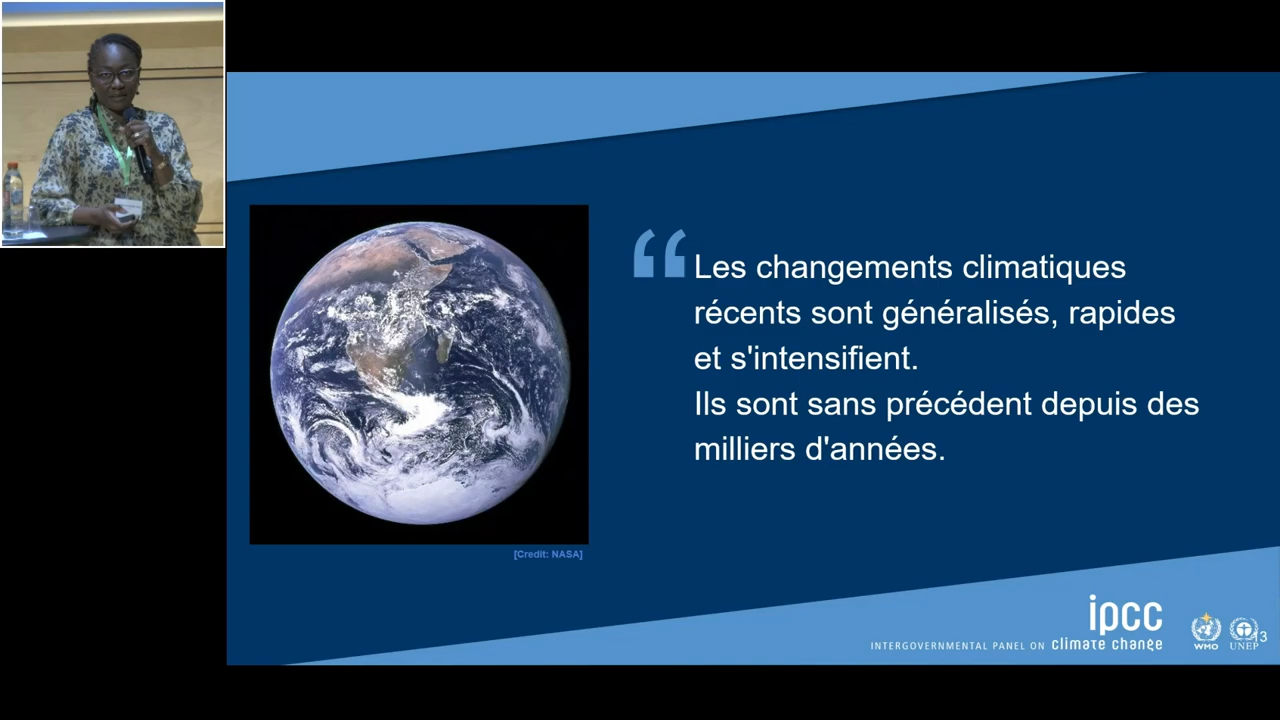 “Les changements climatiques
récents sont généralisés, rapides
et s'intensifient.
Ils sont sans précédent depuis des
milliers d'années.
[Credit: NASA]
ipcc
INTERGOVERNMENTAL PANEL ON climate change
WMO
UNEP
13